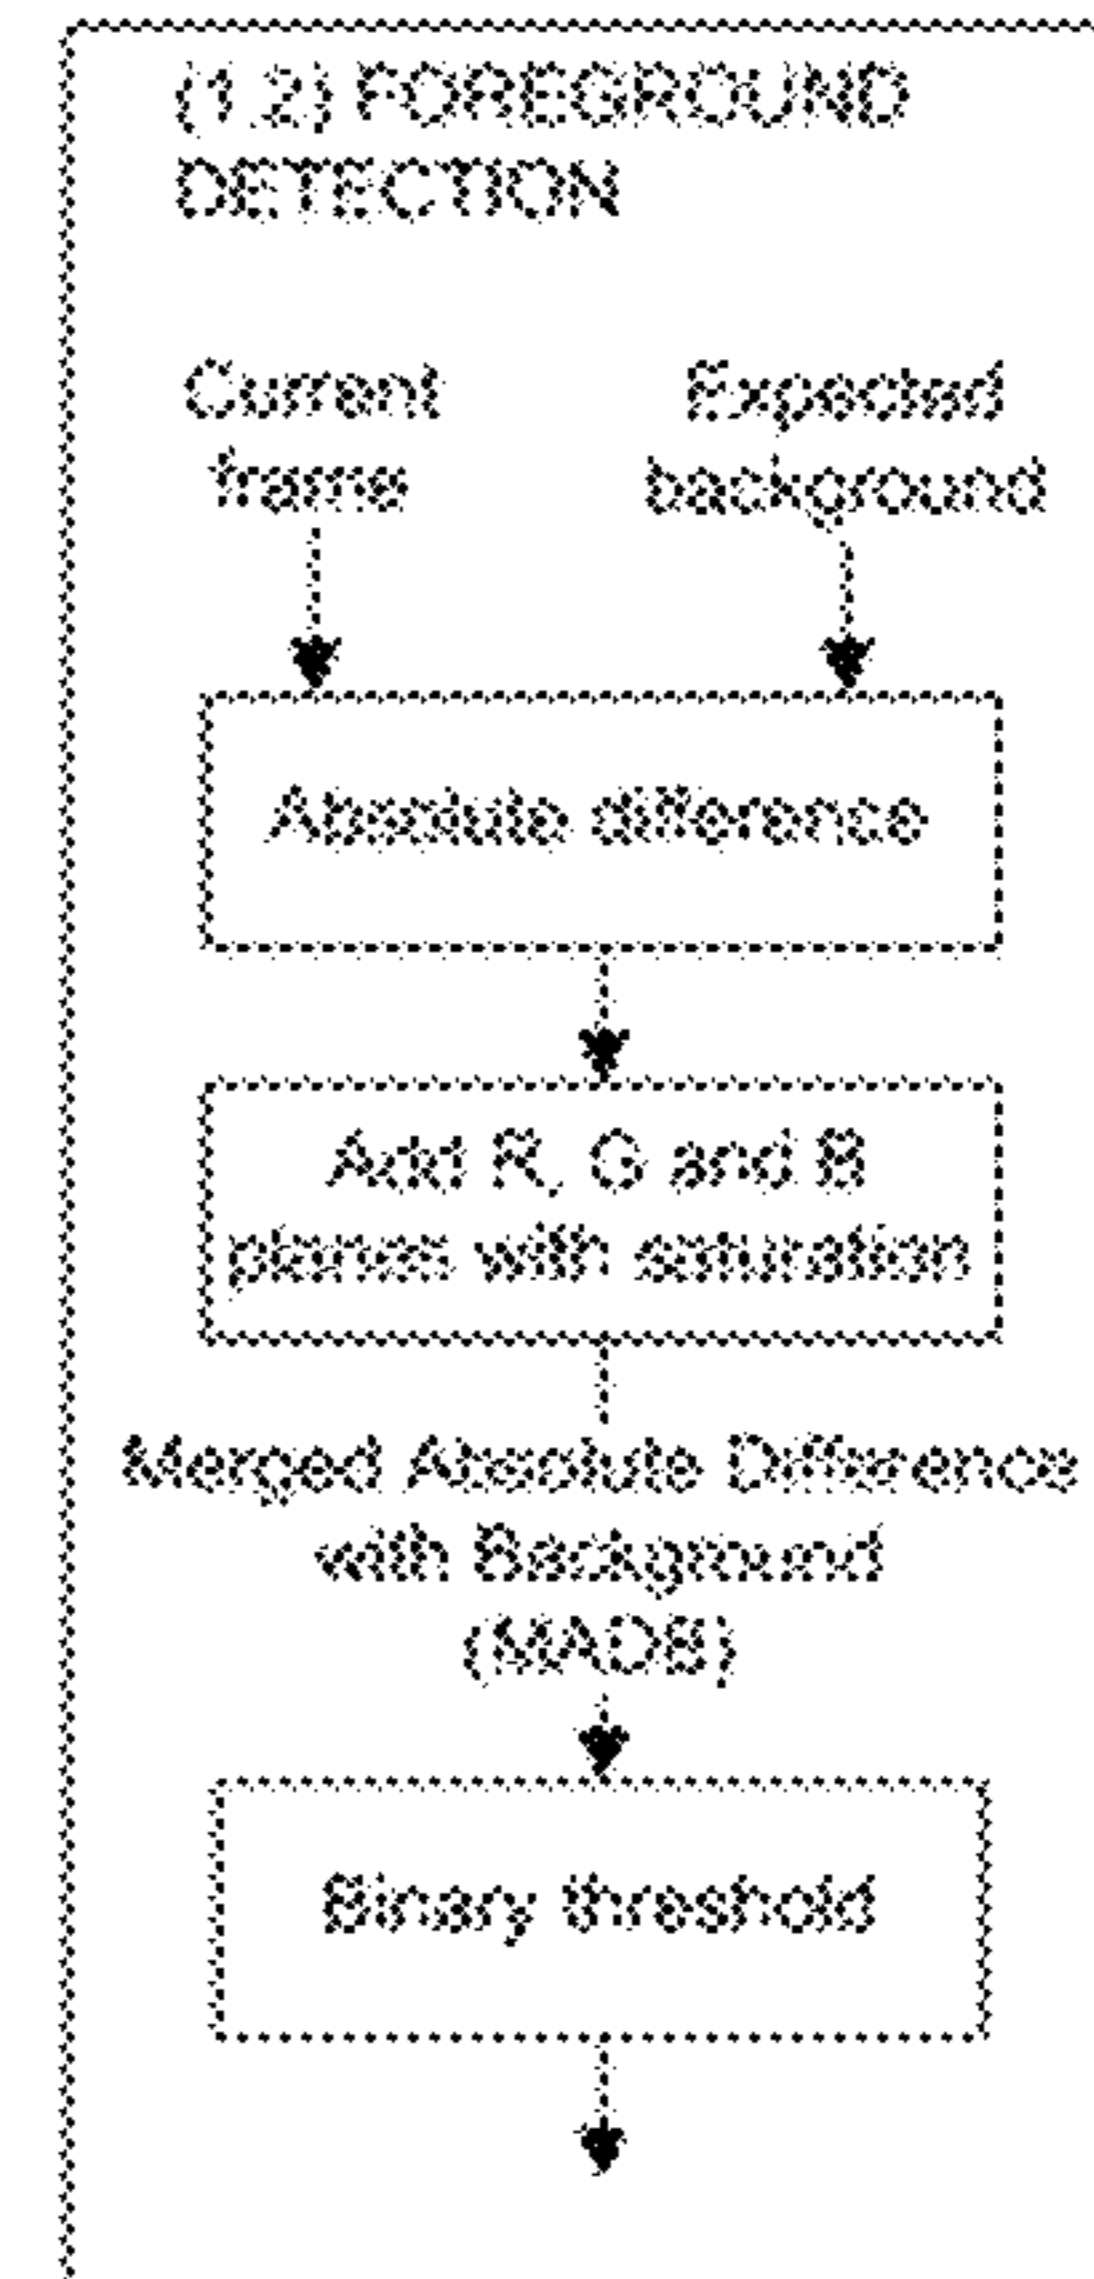 (1.2) FOREGROUND
DETECTION
Current
frame
Expected
background
Absolute difference
Add R, G and B
planes with saturation
Merged Absolute Difference
with Background
(MADB)
Binary threshold